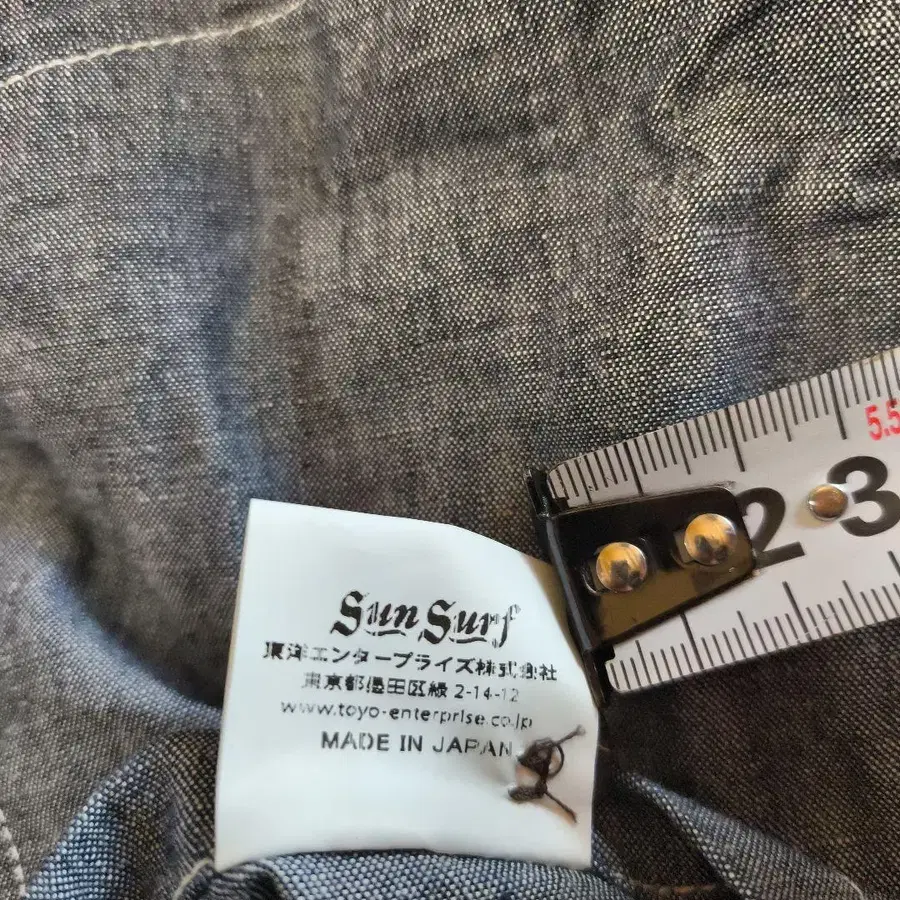 Sun Surf
東洋エンタープライズ株式会社
東京都墨田区緑 2-14-12
www.toyo-enterprise.co.jp
MADE IN JAPAN
5.5
2 3